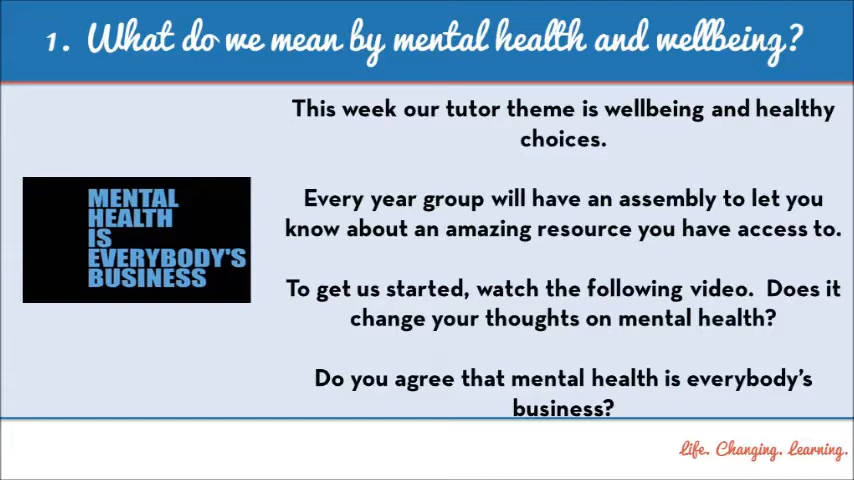 1. What do we mean by mental health and wellbeing?
This week our tutor theme is wellbeing and healthy
choices.
Every year group will have an assembly to let you
know about an amazing resource you have access to.
To get us started, watch the following video. Does it
change your thoughts on mental health?
Do you agree that mental health is everybody's
business?
MENTAL
HEALTH
IS
EVERYBODY'S
BUSINESS
Life. Changing. Learning.